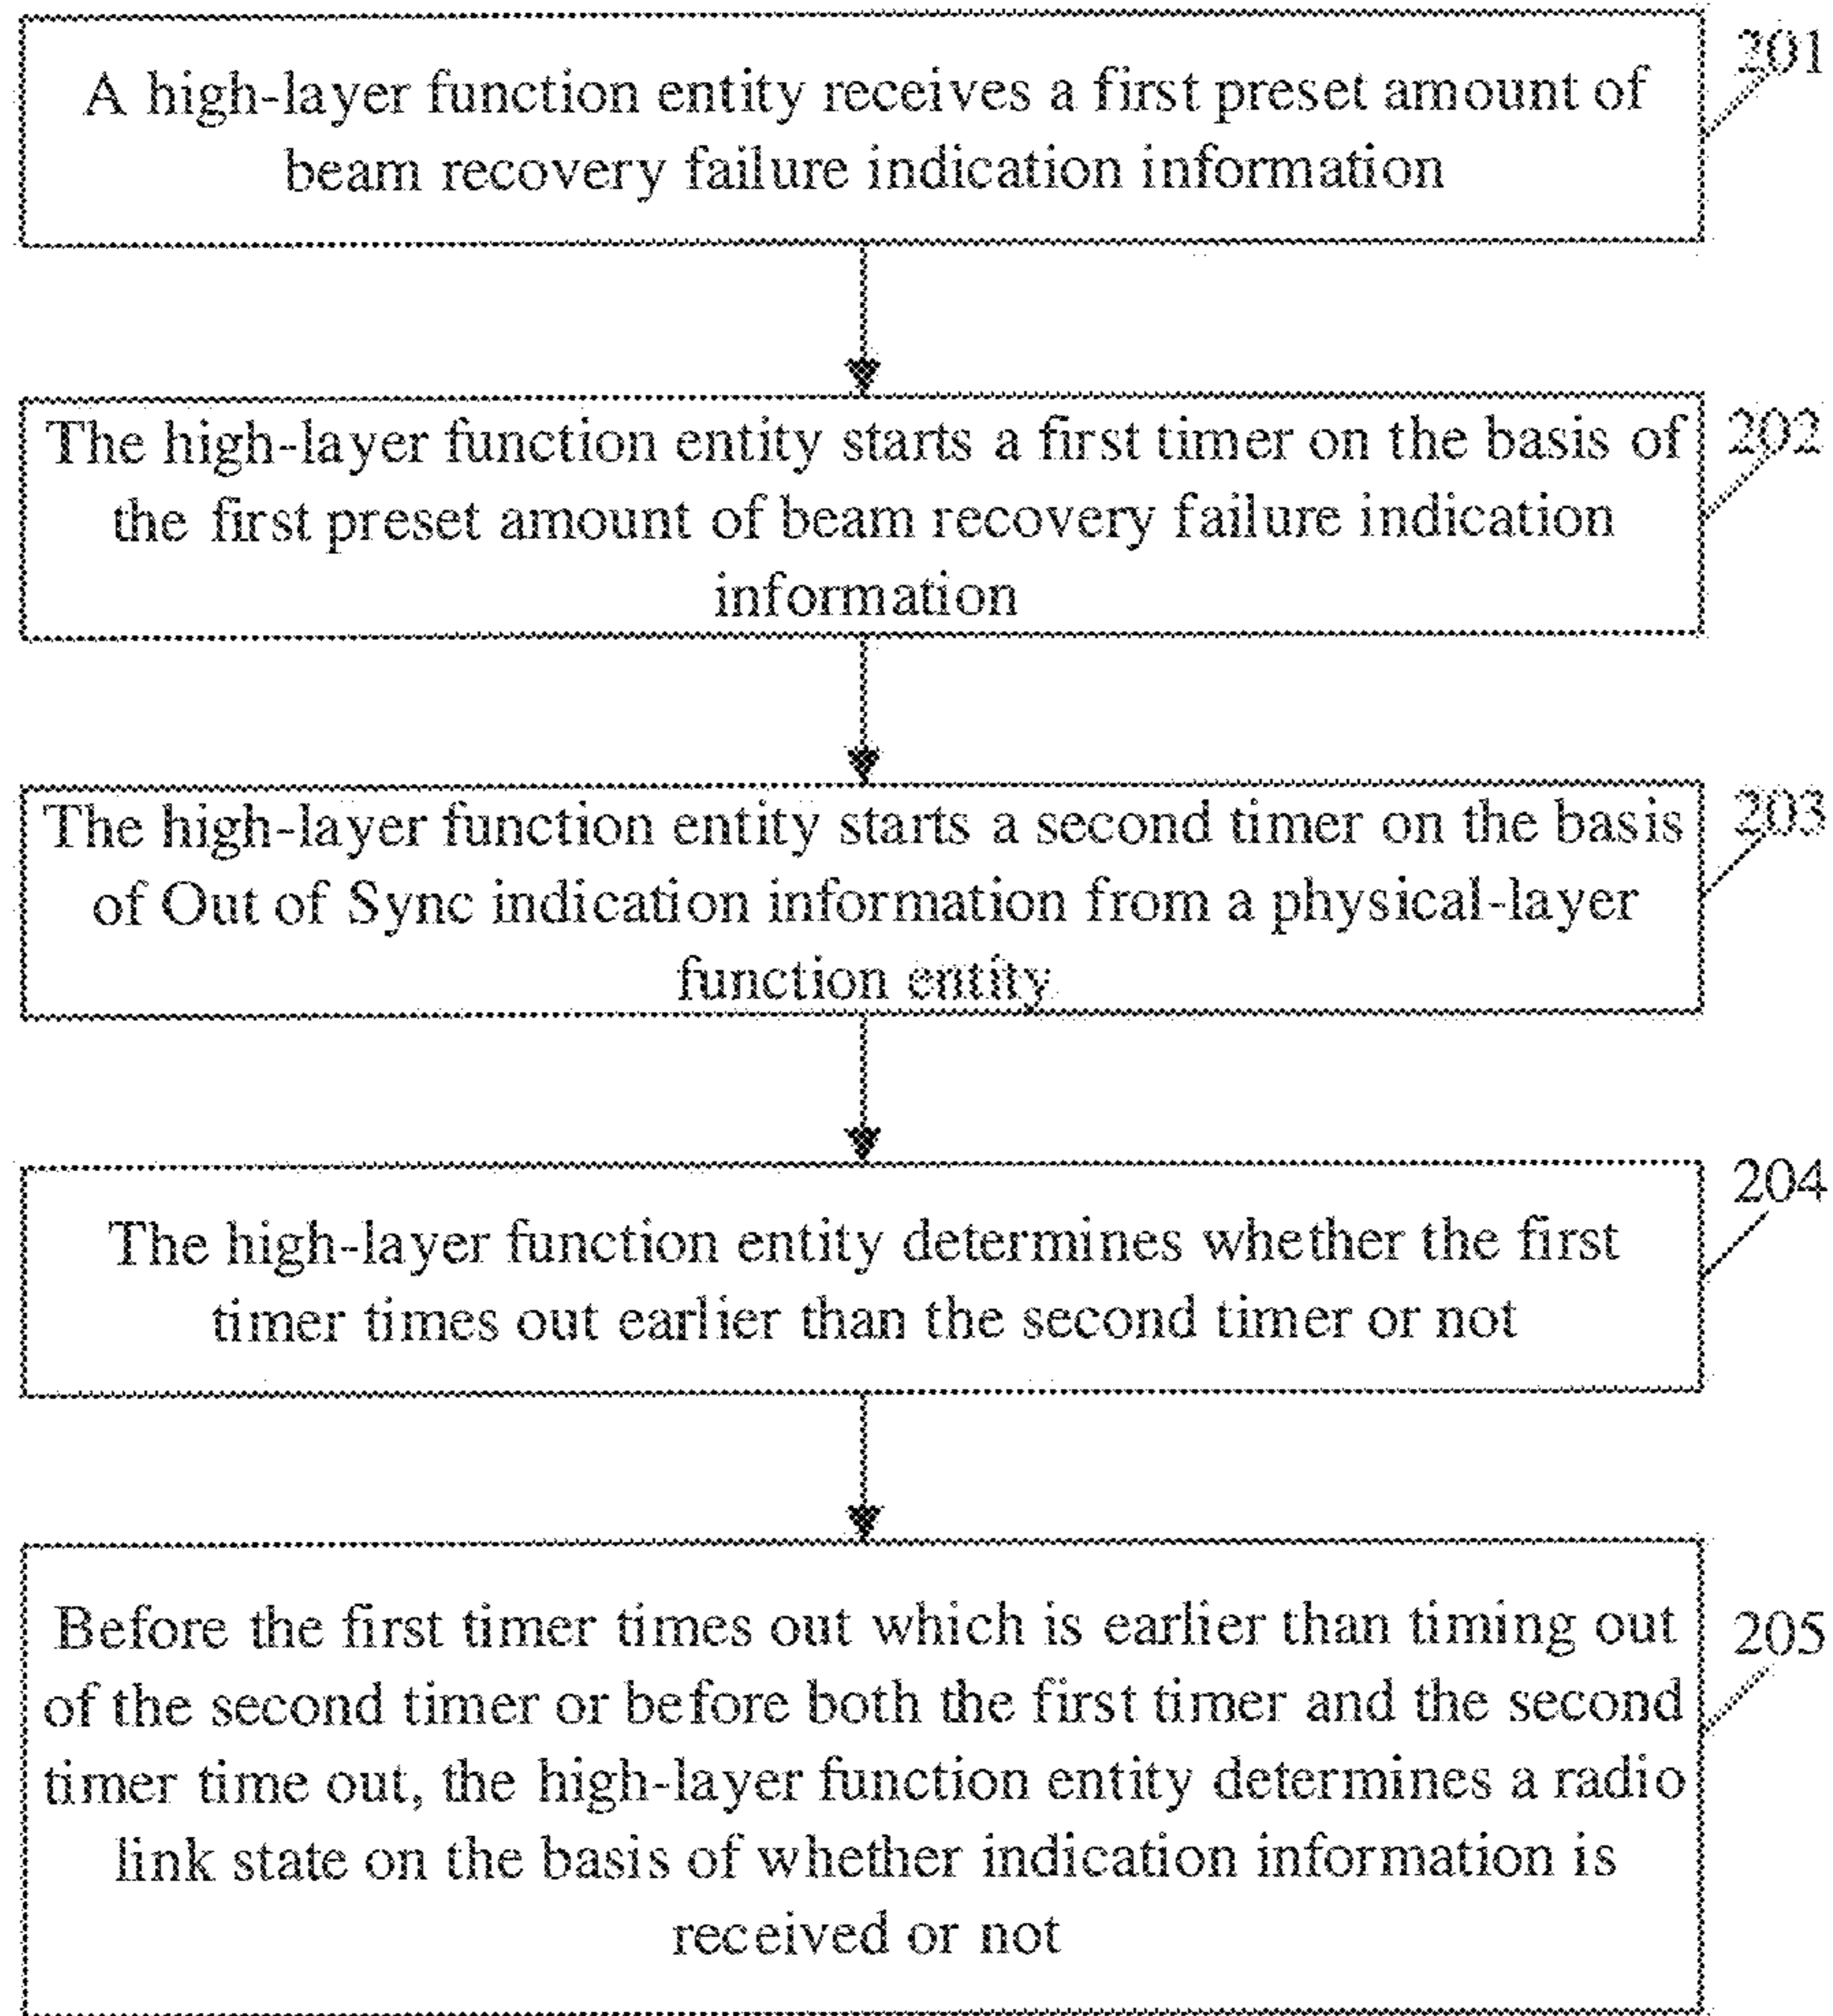 201
A high-layer function entity receives a first preset amount of
beam recovery failure indication information
202
The high-layer function entity starts a first timer on the basis of
the first preset amount of beam recovery failure indication
information
203
The high-layer function entity starts a second timer on the basis
of Out of Sync indication information from a physical-layer
function entity
204
The high-layer function entity determines whether the first
timer times out earlier than the second timer or not
205
Before the first timer times out which is earlier than timing out
of the second timer or before both the first timer and the second
timer time out, the high-layer function entity determines a radio
link state on the basis of whether indication information is
received or not